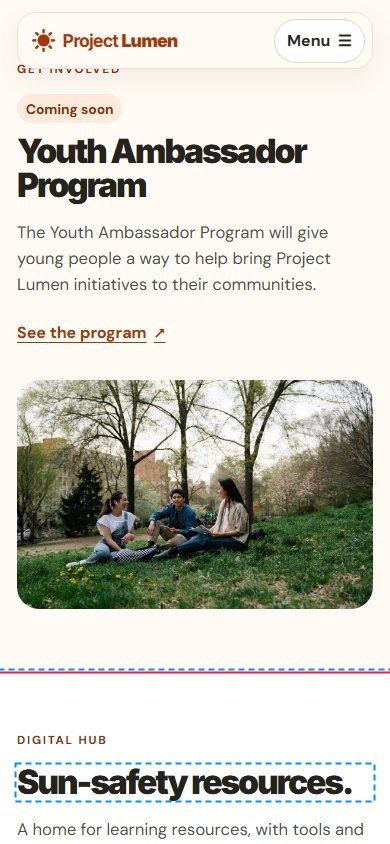 Project Lumen
Menu ☰
GET INVOLVED
Coming soon
Youth Ambassador
Program
The Youth Ambassador Program will give
young people a way to help bring Project
Lumen initiatives to their communities.
See the program ↗
DIGITAL HUB
Sun-safety resources.
A home for learning resources, with tools and